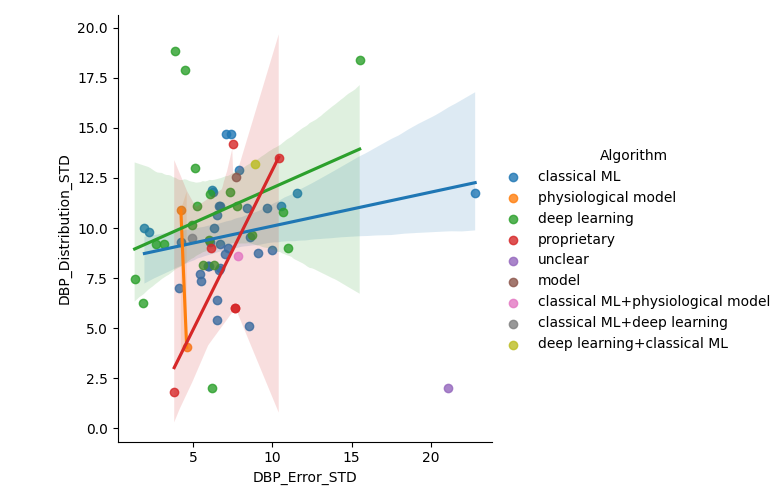 20.0
17.5
15.0
12.5
10.0
7.5
5.0
2.5
0.0
DBP_Distribution_STD
5
10
15
20
DBP_Error_STD
Algorithm
classical ML
physiological model
deep learning
proprietary
unclear
model
classical ML+physiological model
classical ML+deep learning
deep learning+classical ML